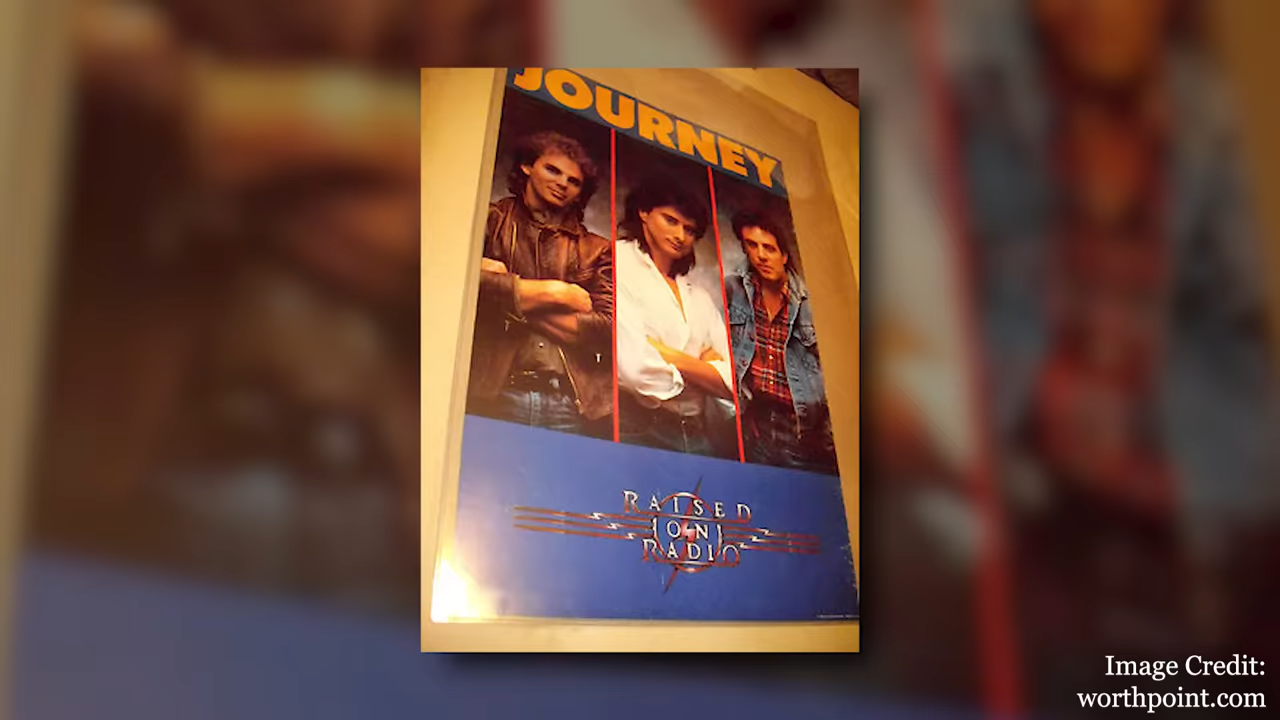 JOURNEY
RAISED
ON
RADIO
Image Credit:
worthpoint.com